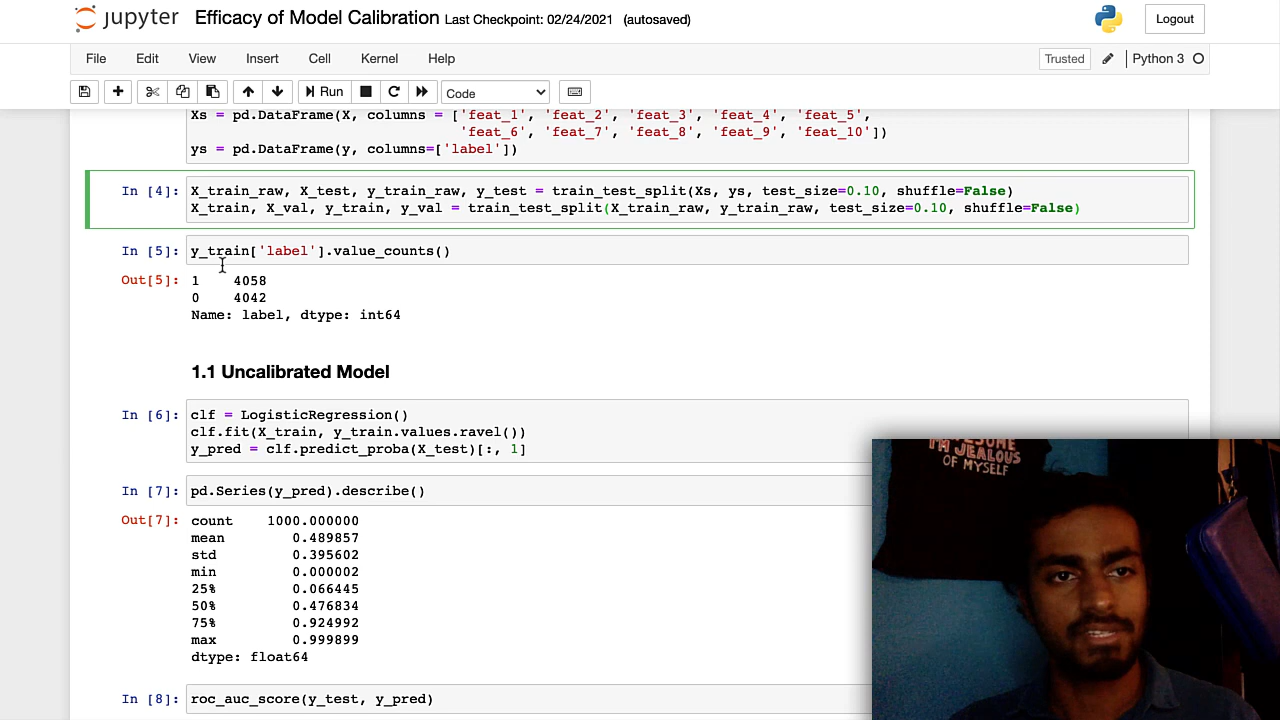 jupyter Efficacy of Model Calibration Last Checkpoint: 02/24/2021 (autosaved) Logout
File Edit View Insert Cell Kernel Help Trusted Python 3
Run Code
Xs = pd.DataFrame(X, columns = ['feat_1', 'feat_2', 'feat_3', 'feat_4', 'feat_5',
'feat_6', 'feat_7', 'feat_8', 'feat_9', 'feat_10'])
ys = pd.DataFrame(y, columns=['label'])
In [4]: X_train_raw, X_test, y_train_raw, y_test = train_test_split(Xs, ys, test_size=0.10, shuffle=False)
X_train, X_val, y_train, y_val = train_test_split(X_train_raw, y_train_raw, test_size=0.10, shuffle=False)
In [5]: y_train['label'].value_counts()
Out[5]: 1 4058
0 4042
Name: label, dtype: int64
1.1 Uncalibrated Model
In [6]: clf = LogisticRegression()
clf.fit(X_train, y_train.values.ravel())
y_pred = clf.predict_proba(X_test)[:, 1]
In [7]: pd.Series(y_pred).describe()
Out[7]: count 1000.000000
mean 0.489857
std 0.395602
min 0.000002
25% 0.066445
50% 0.476834
75% 0.924992
max 0.999899
dtype: float64
In [8]: roc_auc_score(y_test, y_pred)
I'M JEALOUS
OF MYSELF